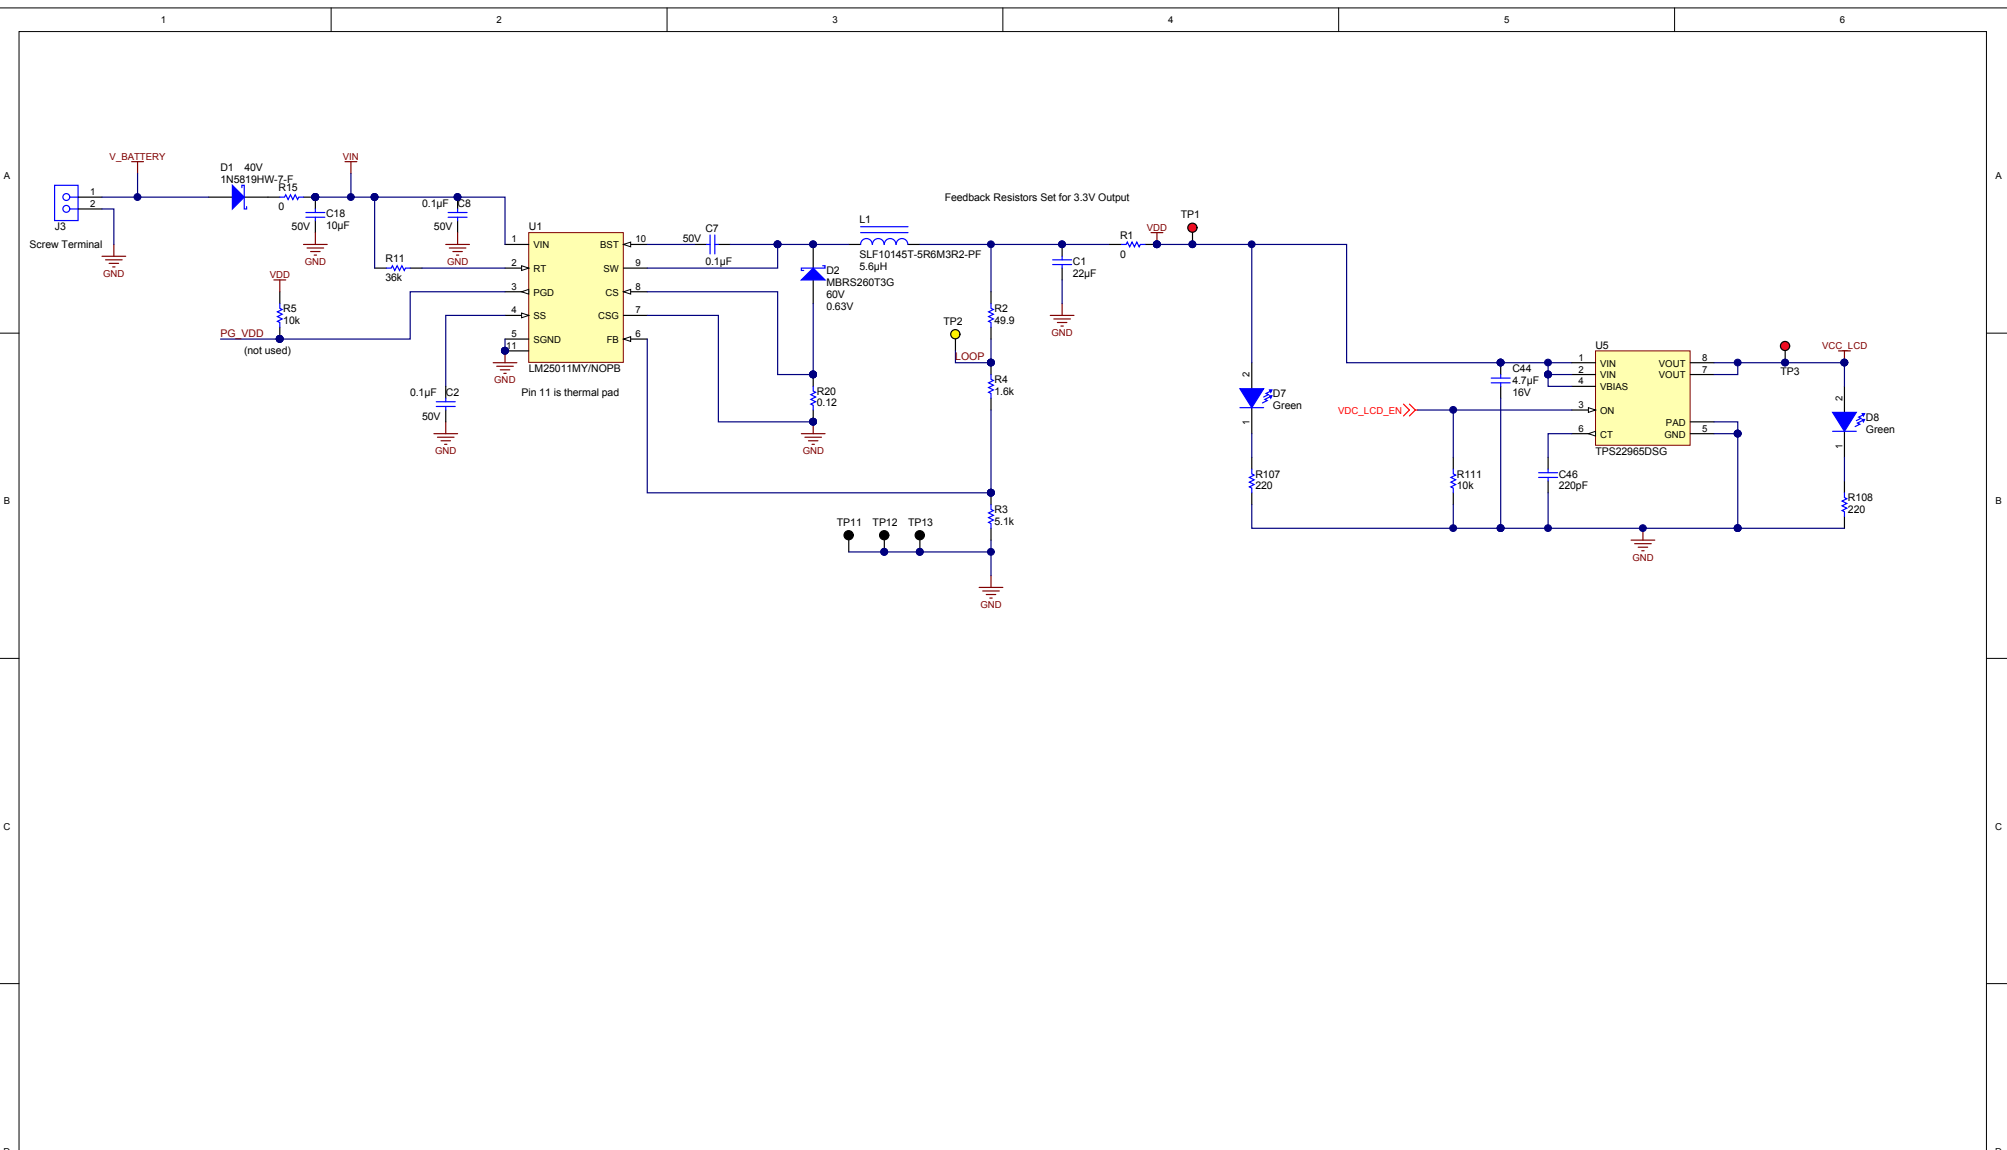 1 2 3 4 5 6
A A
V_BATTERY
1
2
J3
Screw Terminal
GND
D1 40V
1N5819HW-7-F
R15
0
C18
10µF
50V
GND
VIN
0.1µF C8
50V
GND
R11
36k
VDD
R5
10k
PG_VDD
(not used)
0.1µF C2
50V
GND
U1
1 VIN BST 10
2 RT SW 9
3 PGD CS 8
4 SS CSG 7
5 SGND FB 6
11
GND
LM25011MY/NOPB
Pin 11 is thermal pad
C7
50V
0.1µF
D2
MBRS260T3G
60V
0.63V
R20
0.12
GND
L1
SLF10145T-5R6M3R2-PF
5.6µH
Feedback Resistors Set for 3.3V Output
TP2
LOOP
R2
49.9
R4
1.6k
R3
5.1k
TP11 TP12 TP13
GND
C1
22µF
GND
R1
0
VDD
TP1
2
D7
Green
1
R107
220
VDC_LCD_EN
R111
10k
C44
4.7µF
16V
C46
220pF
GND
U5
1 VIN VOUT 8
2 VIN VOUT 7
4 VBIAS
3 ON
PAD
6 CT GND 5
TPS22965DSG
TP3
VCC_LCD
2
D8
Green
1
R108
220
B B
C C